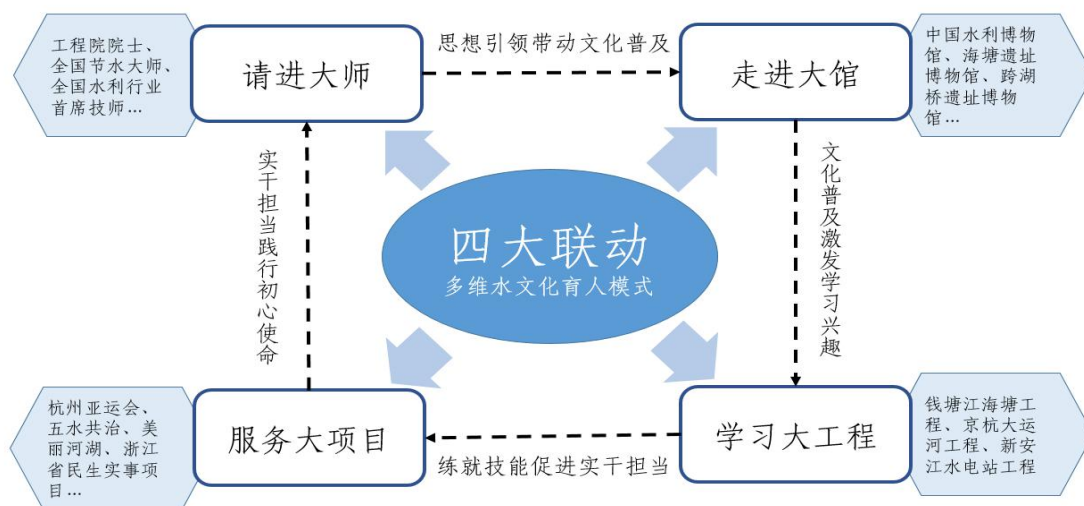 工程院院士、
全国节水大师、
全国水利行业
首席技师…
请进大师
思想引领带动文化普及
走进大馆
中国水利博物
馆、海塘遗址
博物馆、跨湖
桥遗址博物
馆…
实干担当践行初心使命
四大联动
多维水文化育人模式
文化普及激发学习兴趣
杭州亚运会、
五水共治、美
丽河湖、浙江
省民生实事项
目…
服务大项目
练就技能促进实干担当
学习大工程
钱塘江海塘工
程、京杭大运
河工程、新安
江水电站工程